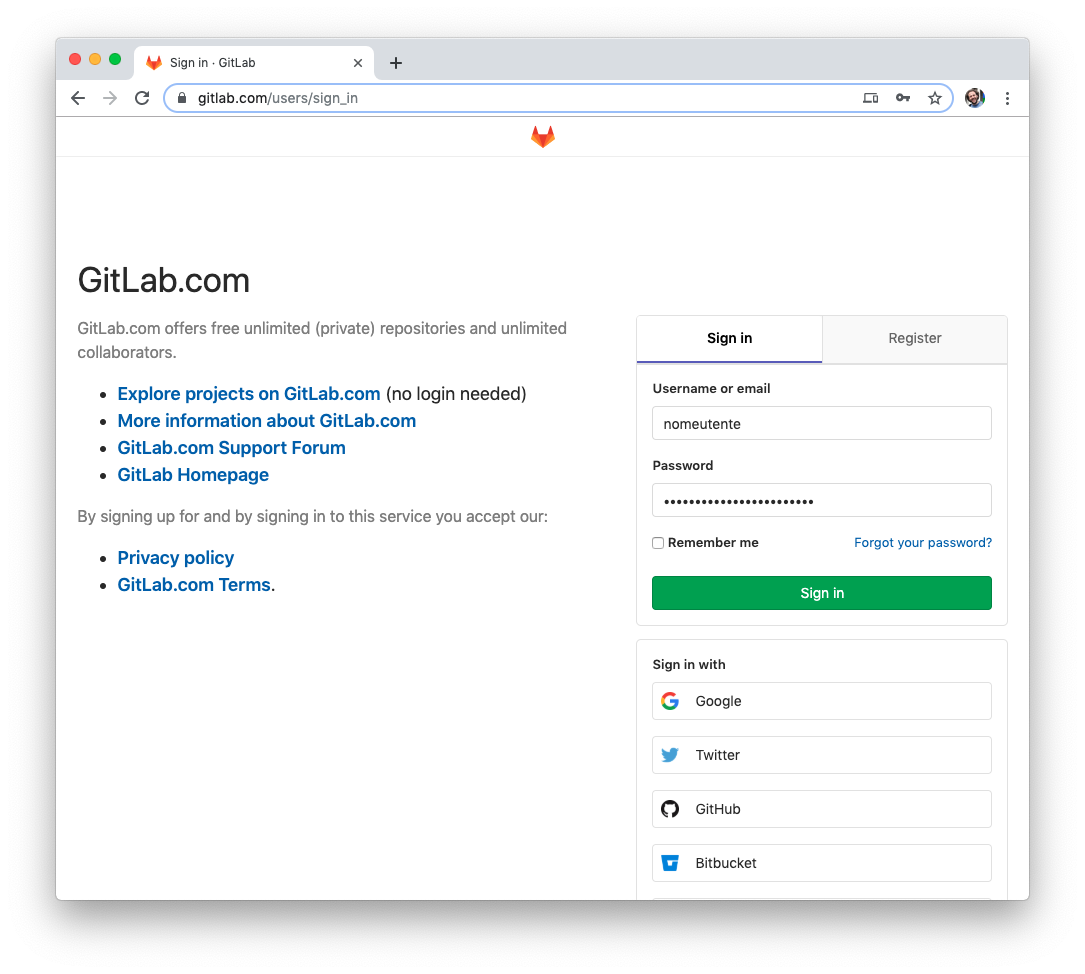 Sign in · GitLab
gitlab.com/users/sign_in
GitLab.com
GitLab.com offers free unlimited (private) repositories and unlimited
collaborators.
Explore projects on GitLab.com (no login needed)
More information about GitLab.com
GitLab.com Support Forum
GitLab Homepage
By signing up for and by signing in to this service you accept our:
Privacy policy
GitLab.com Terms.
Sign in
Register
Username or email
nomeutente
Password
••••••••••••••••••••••••
Remember me
Forgot your password?
Sign in
Sign in with
Google
Twitter
GitHub
Bitbucket